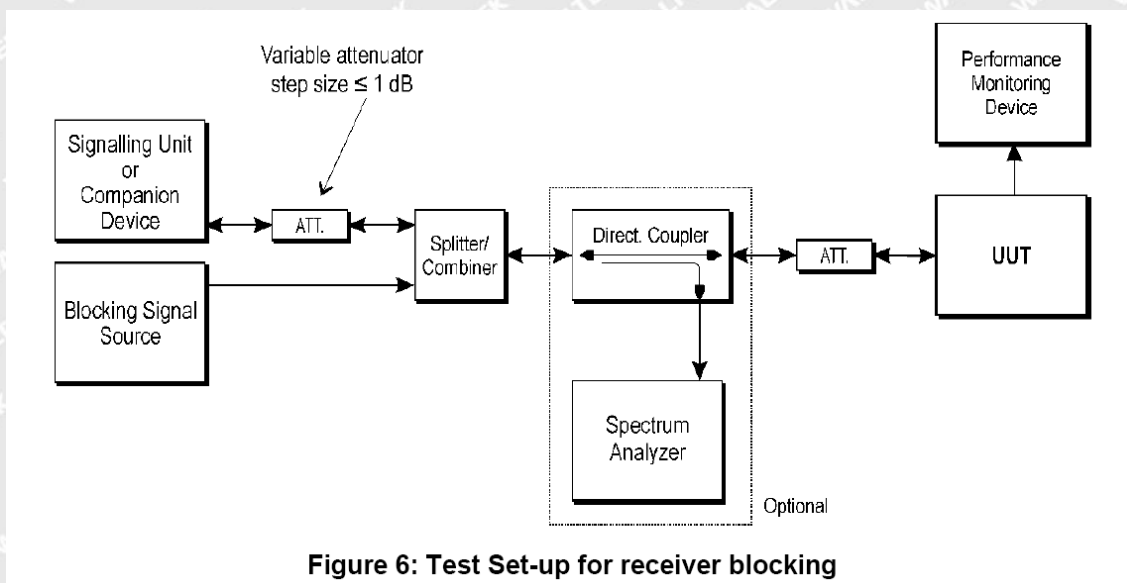 Variable attenuator
step size ≤ 1 dB
Performance
Monitoring
Device
Signalling Unit
or
Companion
Device
ATT.
Splitter/
Combiner
Direct. Coupler
ATT.
UUT
Blocking Signal
Source
Spectrum
Analyzer
Optional
Figure 6: Test Set-up for receiver blocking